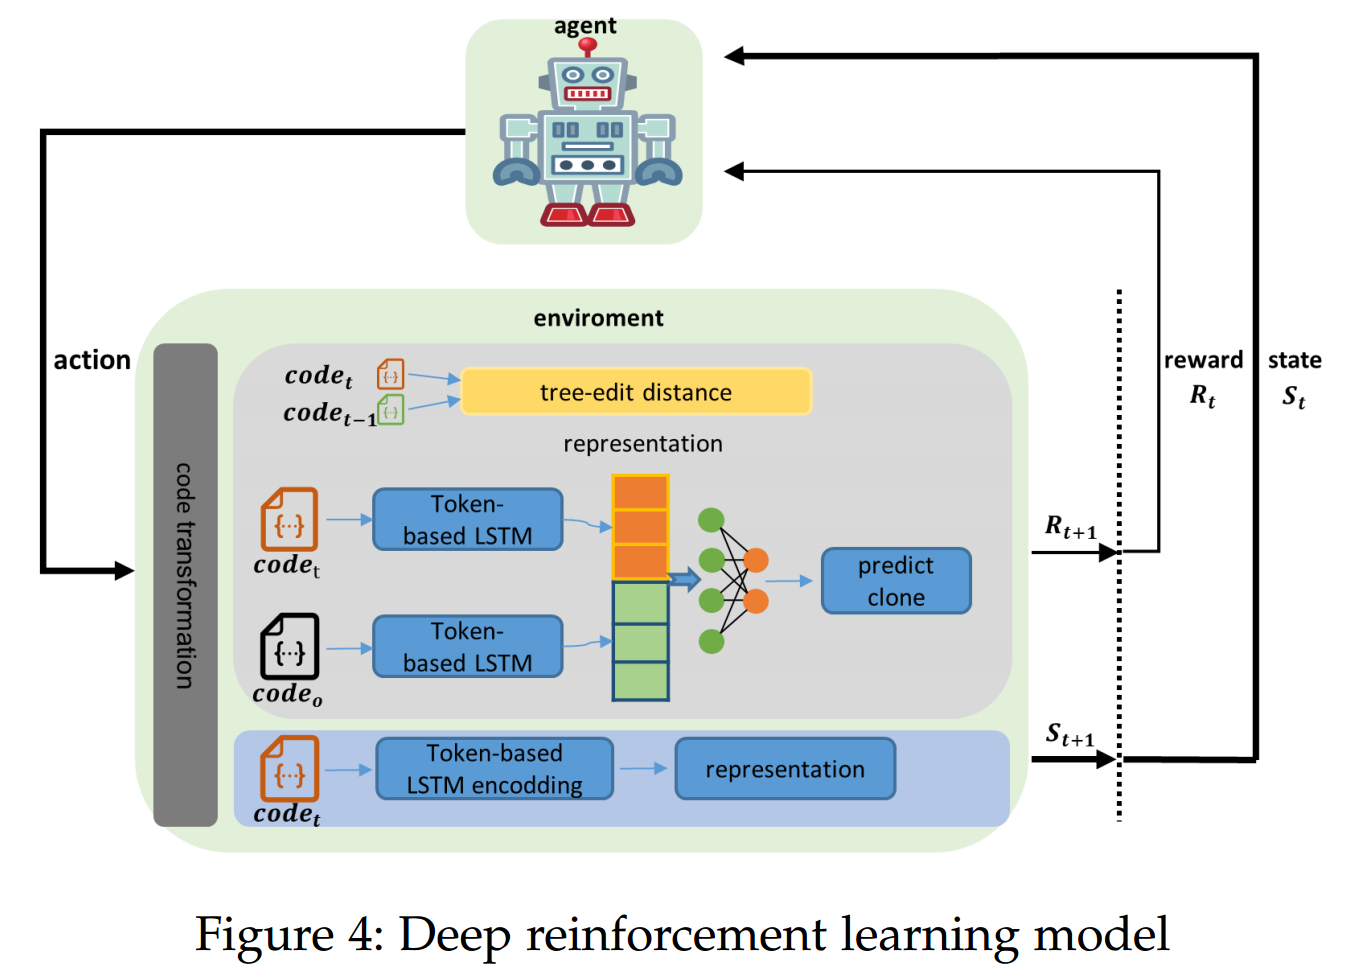 agent
action
enviroment
code transformation
code_t
code_{t-1}
tree-edit distance
representation
{···}
code_t
Token-
based LSTM
{···}
code_o
Token-
based LSTM
predict
clone
{···}
code_t
Token-based
LSTM encodding
representation
R_{t+1}
S_{t+1}
reward
R_t
state
S_t
Figure 4: Deep reinforcement learning model